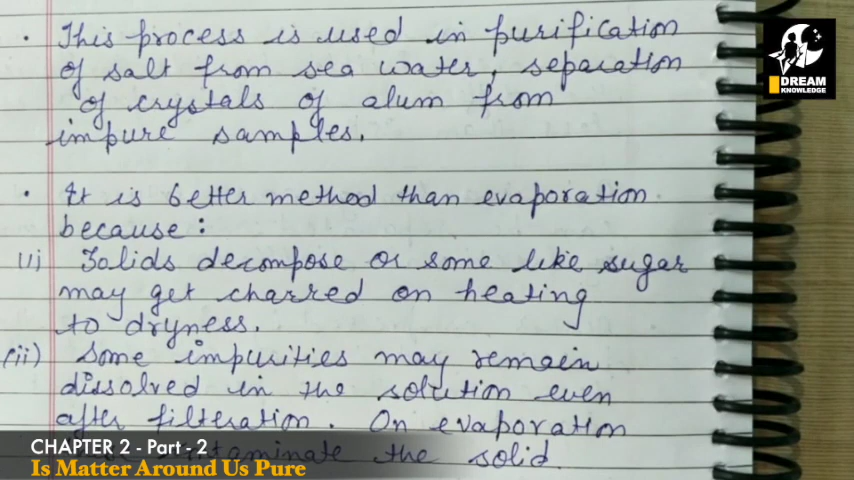 DREAM
KNOWLEDGE
• This process is used in purification
of salt from sea water, separation
of crystals of alum from
impure samples.
• It is better method than evaporation
because:
(i) Solids decompose or some like sugar
may get charred on heating
to dryness.
(ii) Some impurities may remain
dissolved in the solution even
after filteration. On evaporation
the solid
CHAPTER 2 - Part - 2
Is Matter Around Us Pure